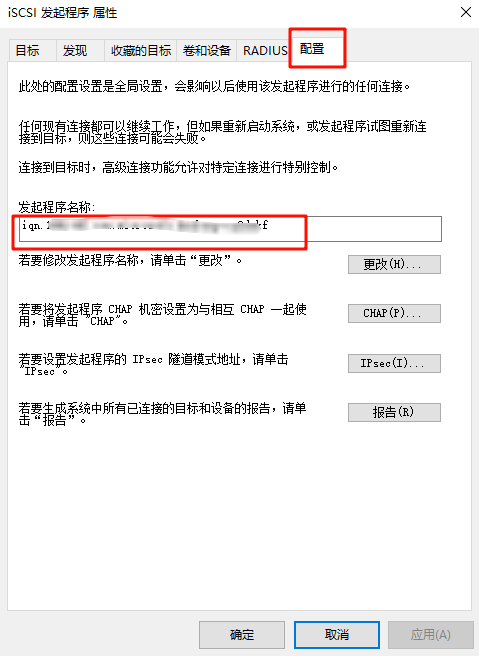 iSCSI 发起程序 属性
目标 发现 收藏的目标 卷和设备 RADIUS 配置
此处的配置设置是全局设置，会影响以后使用该发起程序进行的任何连接。
任何现有连接都可以继续工作，但如果重新启动系统，或发起程序试图重新连
接到目标，则这些连接可能会失败。
连接到目标时，高级连接功能允许对特定连接进行特别控制。
发起程序名称:
iqn.
若要修改发起程序名称，请单击“更改”。
更改(H)...
若要将发起程序 CHAP 机密设置为与相互 CHAP 一起使
用，请单击 "CHAP"。
CHAP(P)...
若要设置发起程序的 IPsec 隧道模式地址，请单击
"IPsec"。
IPsec(I)...
若要生成系统中所有已连接的目标和设备的报告，请单
击“报告”。
报告(R)
确定 取消 应用(A)